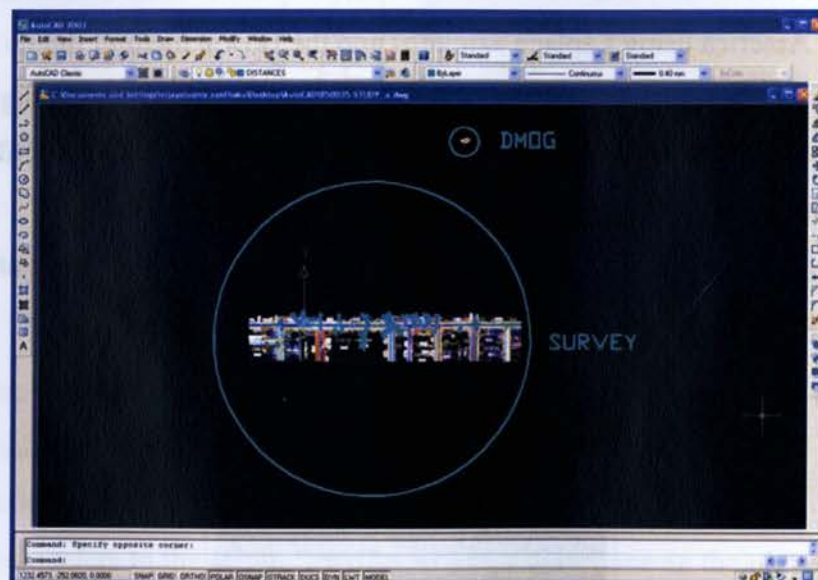 AutoCAD 2007
File Edit View Insert Format Tools Draw Dimension Modify Window Help
Standard Standard Standard
AutoCAD Classic DISTANCES ByLayer Continuous 0.40 mm ByColor
DMOG
SURVEY
A
Command: Specify opposite corner:
Command:
SNAP GRID ORTHO POLAR OSNAP OTRACK DUCS DYN LWT MODEL